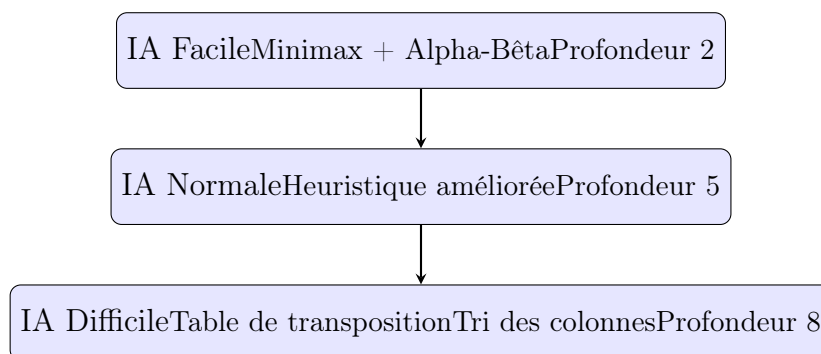 IA FacileMinimax + Alpha-BêtaProfondeur 2
IA NormaleHeuristique amélioréeProfondeur 5
IA DifficileTable de transpositionTri des colonnesProfondeur 8